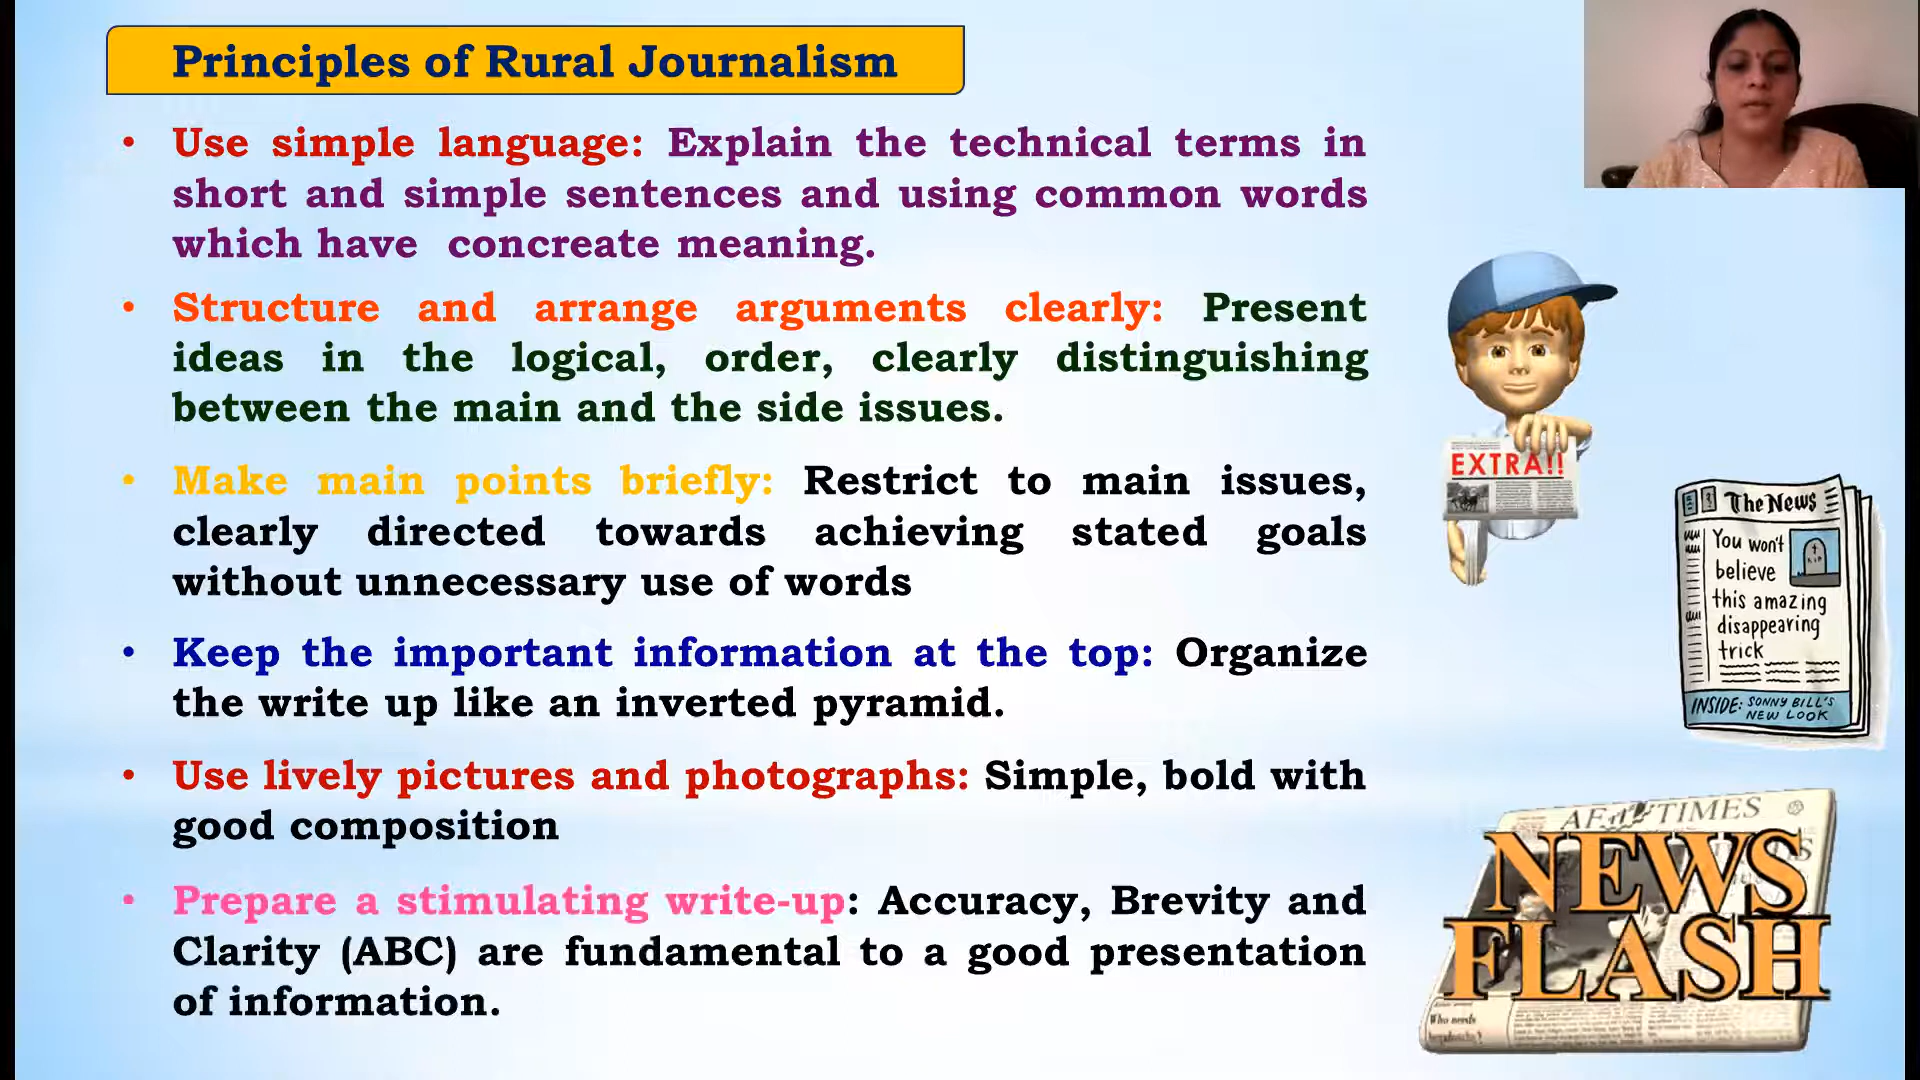 Principles of Rural Journalism
• Use simple language: Explain the technical terms in
short and simple sentences and using common words
which have concreate meaning.
• Structure and arrange arguments clearly: Present
ideas in the logical, order, clearly distinguishing
between the main and the side issues.
• Make main points briefly: Restrict to main issues,
clearly directed towards achieving stated goals
without unnecessary use of words
• Keep the important information at the top: Organize
the write up like an inverted pyramid.
• Use lively pictures and photographs: Simple, bold with
good composition
• Prepare a stimulating write-up: Accuracy, Brevity and
Clarity (ABC) are fundamental to a good presentation
of information.
EXTRA!!
The News
You won't
believe
this amazing
disappearing
trick
INSIDE: SONNY BILL'S
NEW LOOK
TIMES
NEWS
FLASH
Who needs